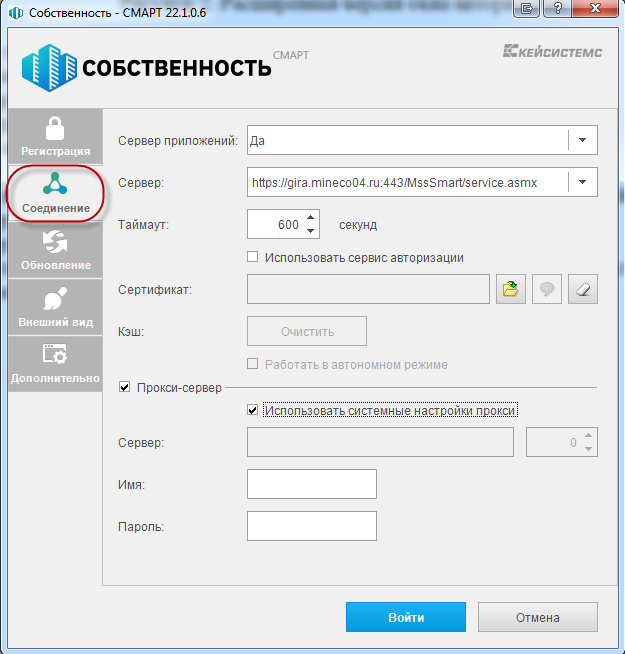 Собственность - СМАРТ 22.1.0.6
СОБСТВЕННОСТЬ СМАРТ
КЕЙСИСТЕМС
Регистрация
Соединение
Обновление
Внешний вид
Дополнительно
Сервер приложений: Да
Сервер: https://gira.mineco04.ru:443/MssSmart/service.asmx
Таймаут: 600 секунд
Использовать сервис авторизации
Сертификат:
Кэш: Очистить
Работать в автономном режиме
Прокси-сервер
Использовать системные настройки прокси
Сервер: 0
Имя:
Пароль:
Войти Отмена